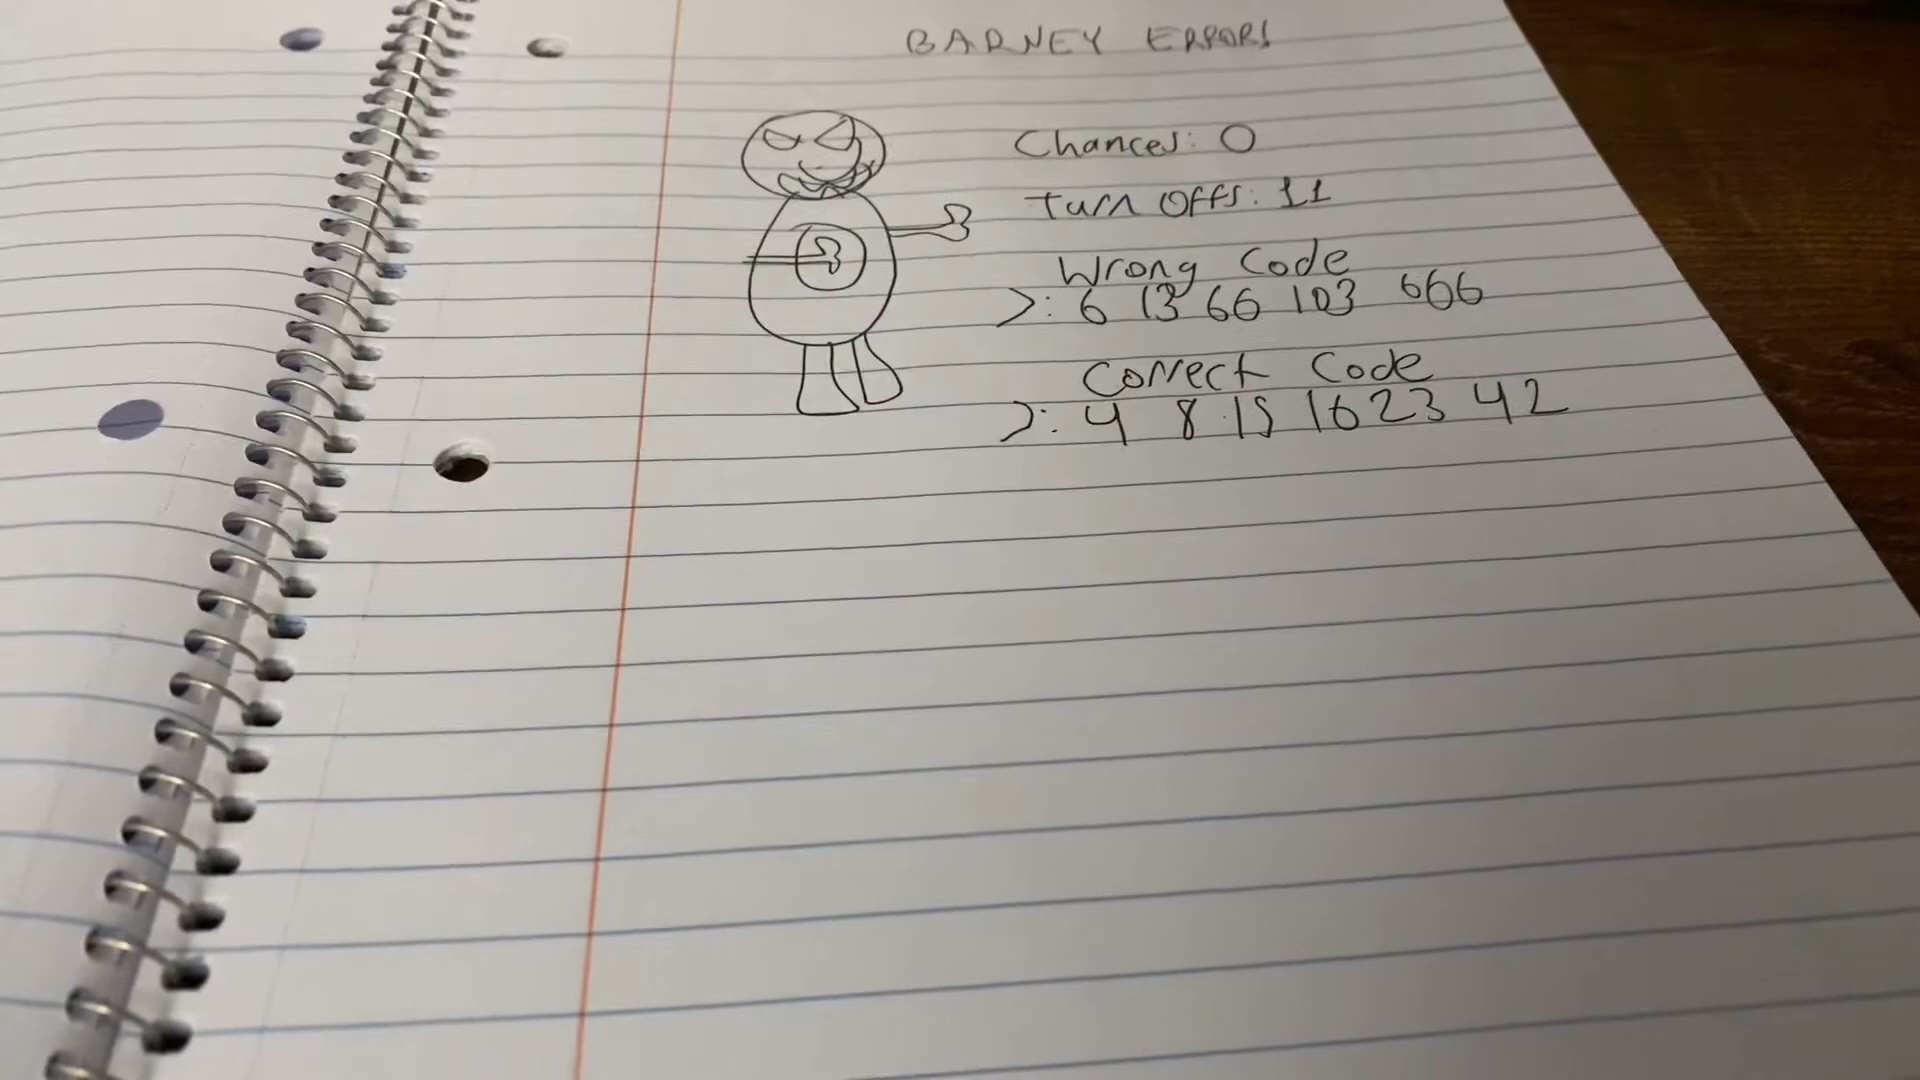 BARNEY ERRORS
Chances: 0
Turn Offs: 11
Wrong Code
>: 6 13 66 103 666
Correct Code
>: 4 8 15 16 23 42